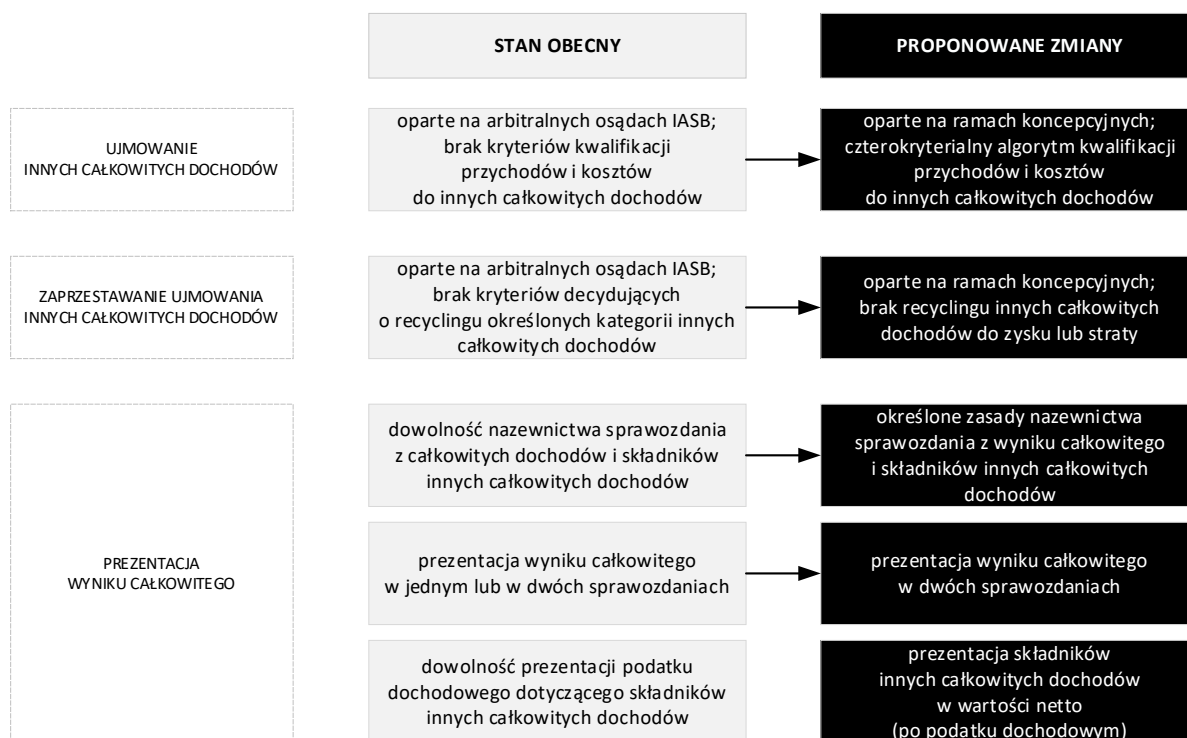 STAN OBECNY
PROPONOWANE ZMIANY
UJMOWANIE
INNYCH CAŁKOWITYCH DOCHODÓW
oparte na arbitralnych osądach IASB;
brak kryteriów kwalifikacji
przychodów i kosztów
do innych całkowitych dochodów
oparte na ramach koncepcyjnych;
czterokryterialny algorytm kwalifikacji
przychodów i kosztów
do innych całkowitych dochodów
ZAPRZESTAWANIE UJMOWANIA
INNYCH CAŁKOWITYCH DOCHODÓW
oparte na arbitralnych osądach IASB;
brak kryteriów decydujących
o recyclingu określonych kategorii innych
całkowitych dochodów
oparte na ramach koncepcyjnych;
brak recyclingu innych całkowitych
dochodów do zysku lub straty
PREZENTACJA
WYNIKU CAŁKOWITEGO
dowolność nazewnictwa sprawozdania
z całkowitych dochodów i składników
innych całkowitych dochodów
określone zasady nazewnictwa
sprawozdania z wyniku całkowitego
i składników innych całkowitych
dochodów
prezentacja wyniku całkowitego
w jednym lub w dwóch sprawozdaniach
prezentacja wyniku całkowitego
w dwóch sprawozdaniach
dowolność prezentacji podatku
dochodowego dotyczącego składników
innych całkowitych dochodów
prezentacja składników
innych całkowitych dochodów
w wartości netto
(po podatku dochodowym)